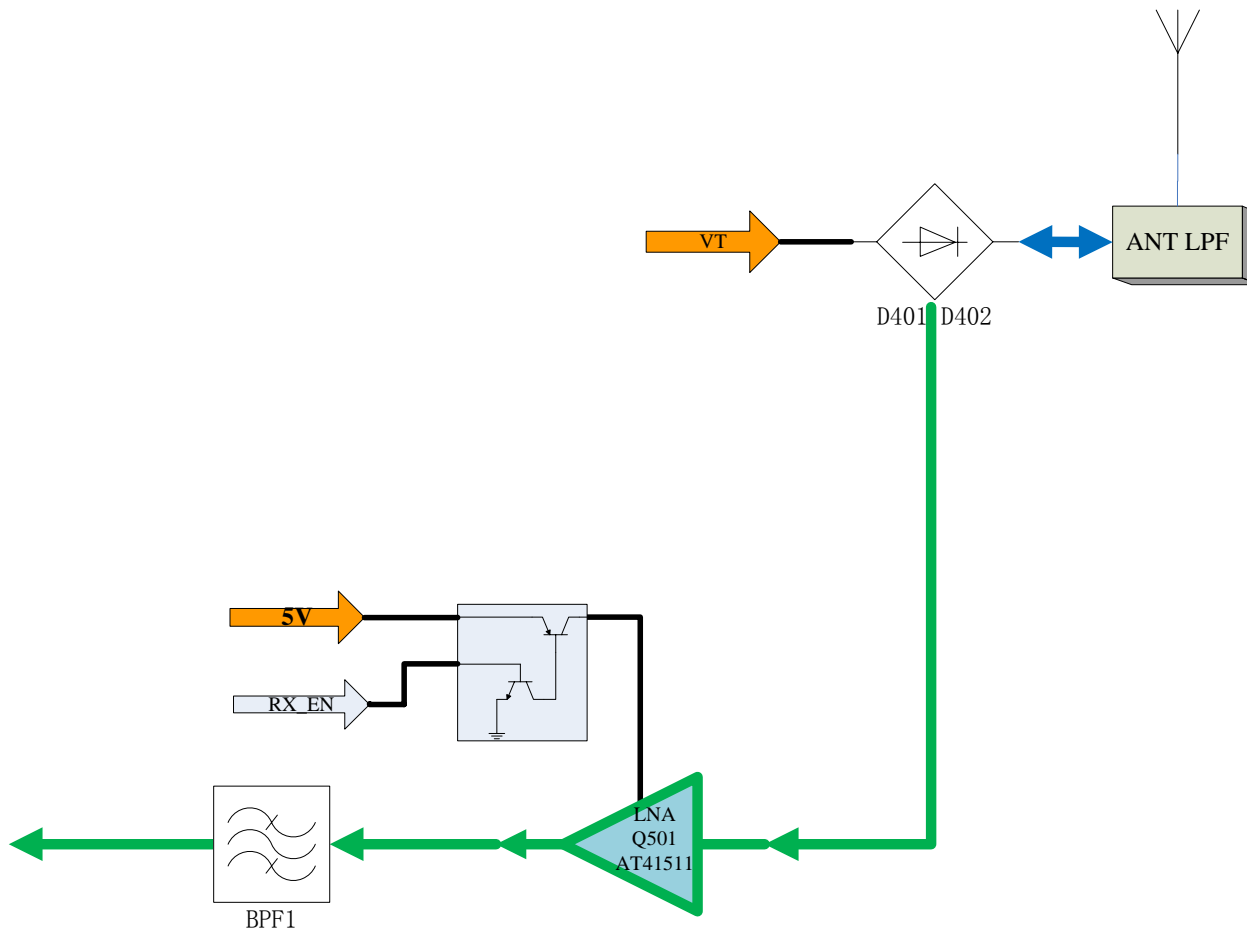 VT
ANT LPF
D401 D402
5V
RX_EN
LNA
Q501
AT41511
BPF1